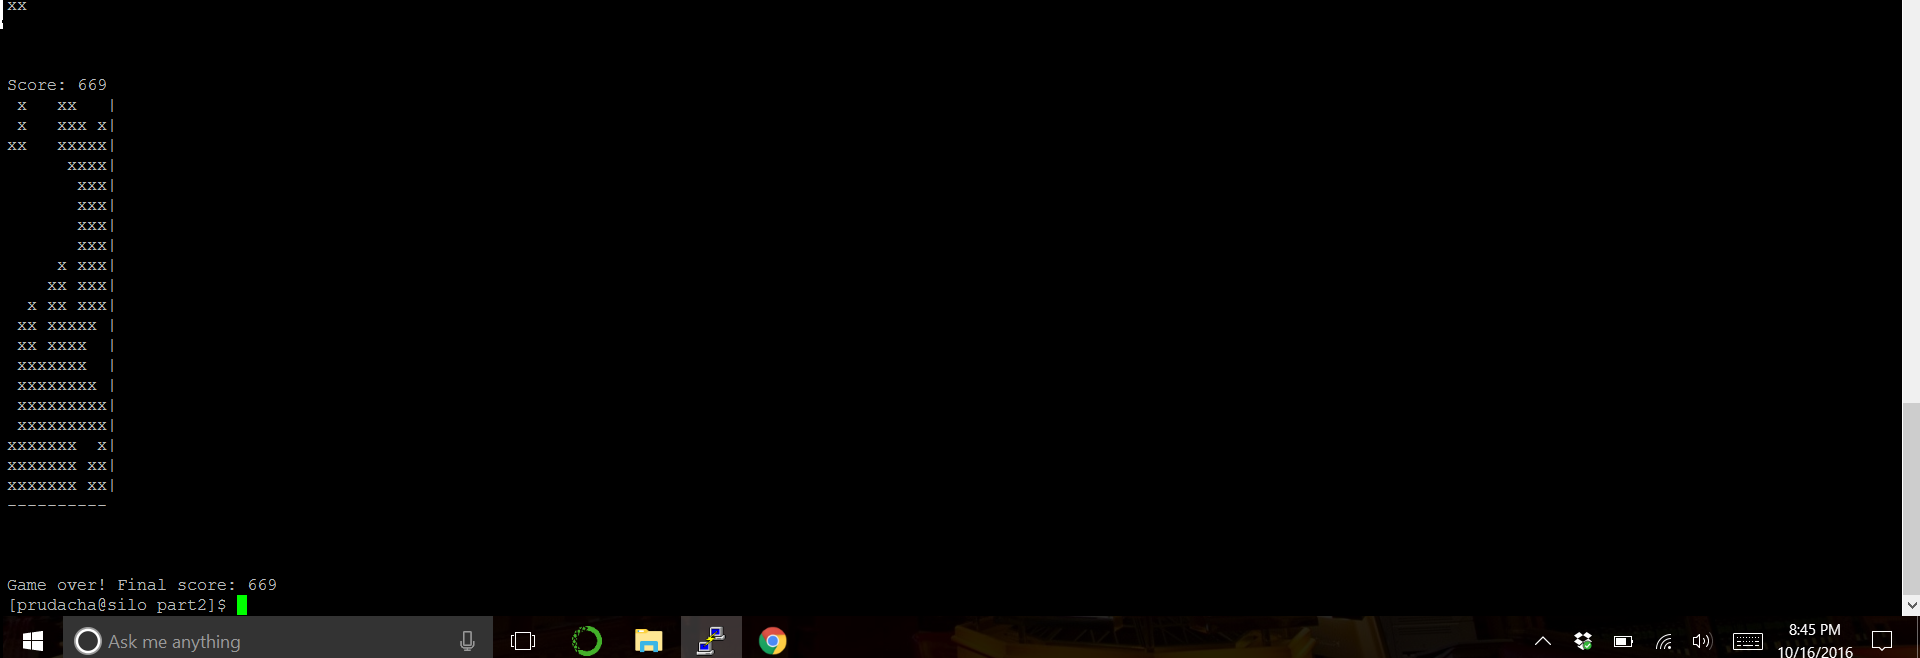 xx
Score: 669
 x   xx   |
 x   xxx x|
xx   xxxxx|
      xxxx|
       xxx|
       xxx|
       xxx|
       xxx|
     x xxx|
    xx xxx|
  x xx xxx|
 xx xxxxx |
 xx xxxx  |
 xxxxxxx  |
 xxxxxxxx |
 xxxxxxxxx|
 xxxxxxxxx|
xxxxxxx  x|
xxxxxxx xx|
xxxxxxx xx|
----------
Game over! Final score: 669
[prudacha@silo part2]$
Ask me anything
8:45 PM
10/16/2016